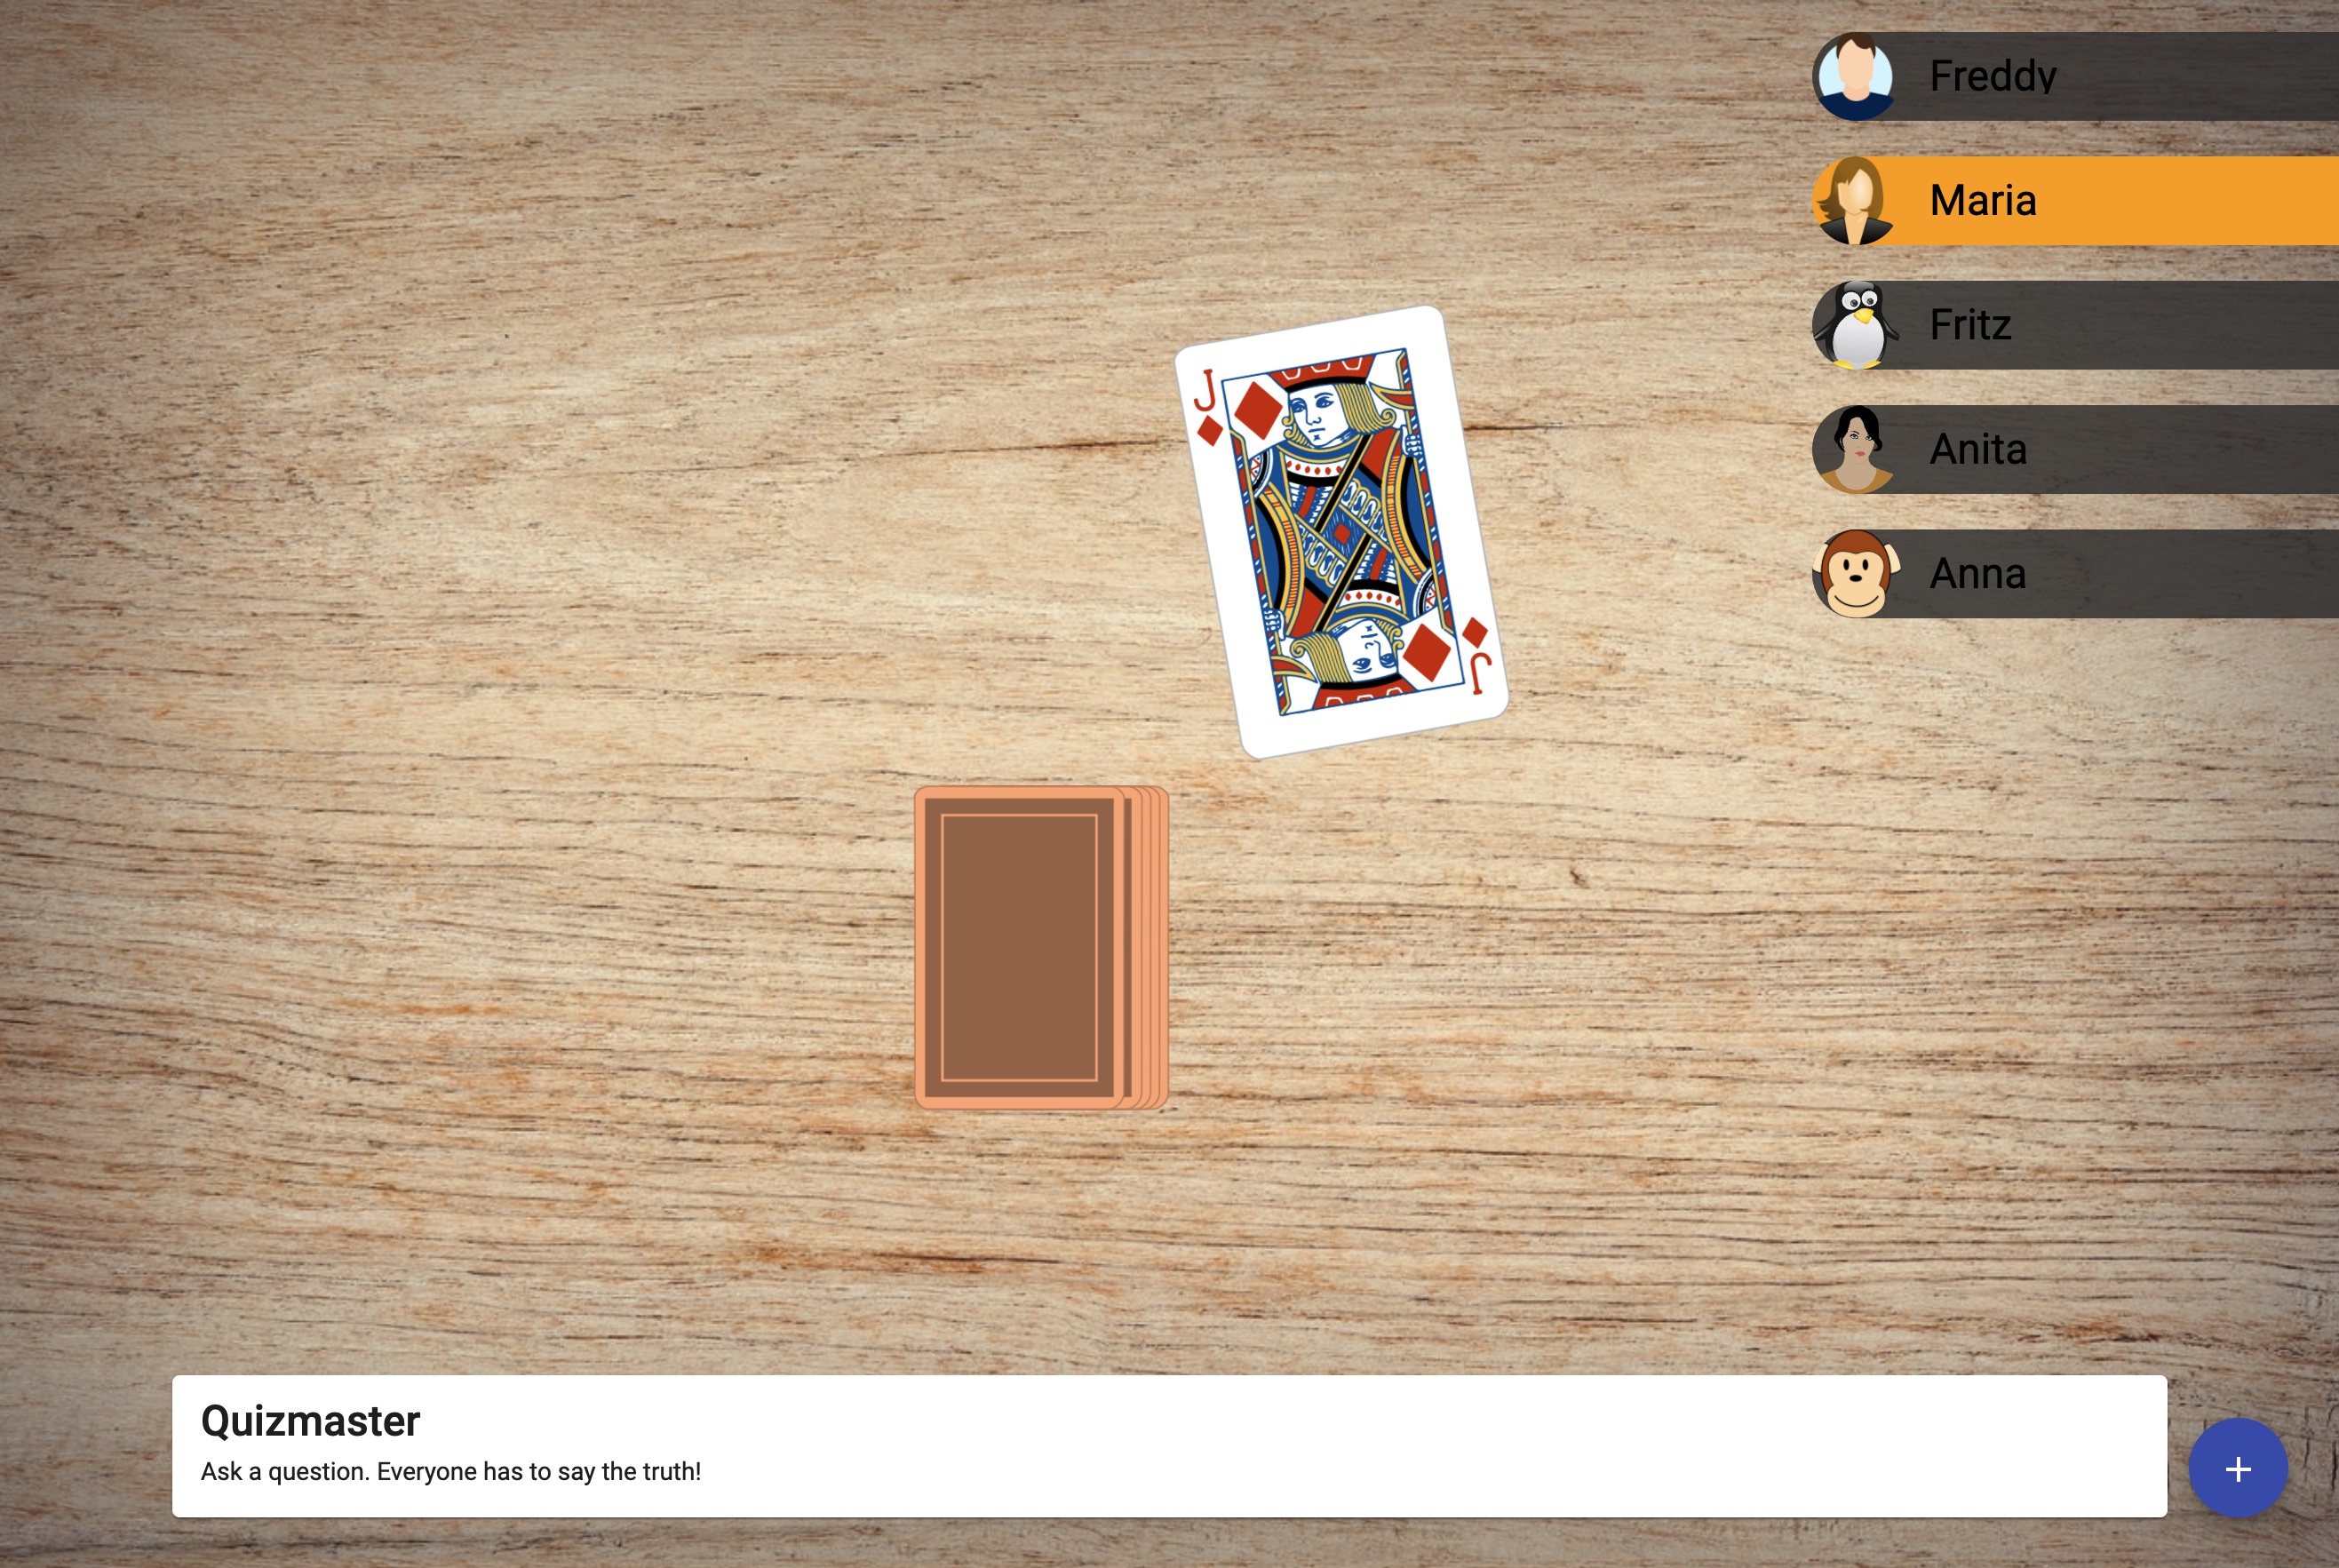 Freddy
Maria
Fritz
Anita
Anna
J
J
Quizmaster
Ask a question. Everyone has to say the truth!
+